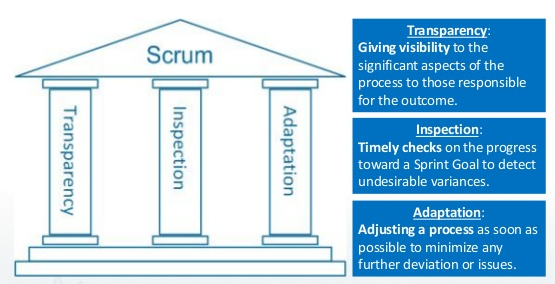 Scrum
Transparency
Inspection
Adaptation
Transparency:
Giving visibility to the
significant aspects of the
process to those responsible
for the outcome.
Inspection:
Timely checks on the progress
toward a Sprint Goal to detect
undesirable variances.
Adaptation:
Adjusting a process as soon as
possible to minimize any
further deviation or issues.